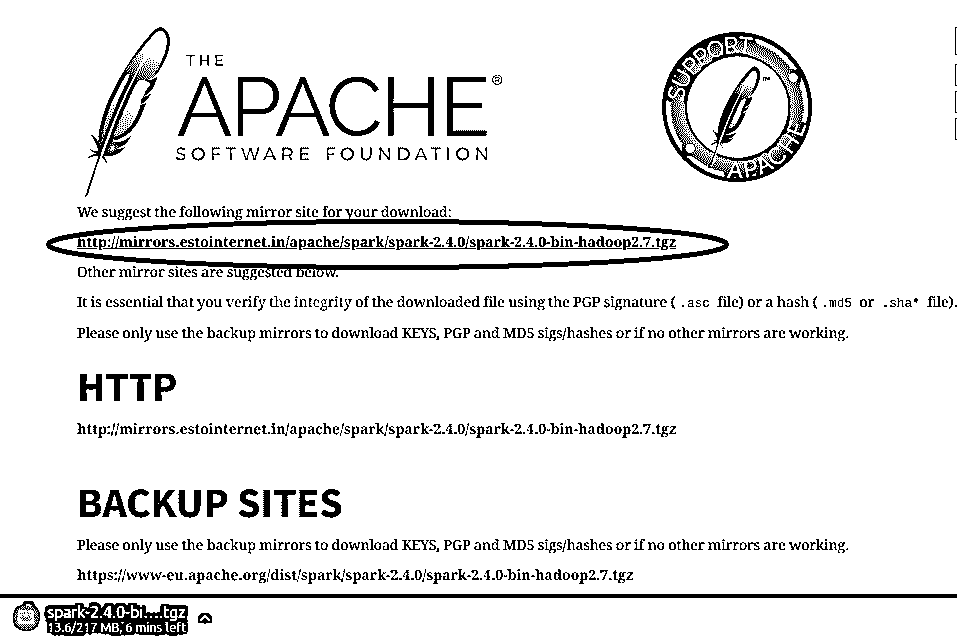 THE
APACHE®
SOFTWARE FOUNDATION
SUPPORT
APACHE
™
We suggest the following mirror site for your download:
http://mirrors.estointernet.in/apache/spark/spark-2.4.0/spark-2.4.0-bin-hadoop2.7.tgz
Other mirror sites are suggested below.
It is essential that you verify the integrity of the downloaded file using the PGP signature ( .asc file) or a hash ( .md5 or .sha* file).
Please only use the backup mirrors to download KEYS, PGP and MD5 sigs/hashes or if no other mirrors are working.
HTTP
http://mirrors.estointernet.in/apache/spark/spark-2.4.0/spark-2.4.0-bin-hadoop2.7.tgz
BACKUP SITES
Please only use the backup mirrors to download KEYS, PGP and MD5 sigs/hashes or if no other mirrors are working.
https://www-eu.apache.org/dist/spark/spark-2.4.0/spark-2.4.0-bin-hadoop2.7.tgz
spark-2.4.0-bi....tgz
13.6/217 MB, 6 mins left